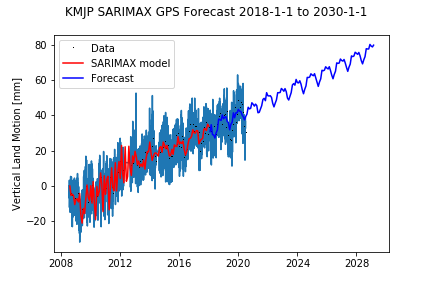 KMJP SARIMAX GPS Forecast 2018-1-1 to 2030-1-1
Vertical Land Motion [mm]
80
60
40
20
0
−20
Data
SARIMAX model
Forecast
2008 2012 2016 2020 2024 2028